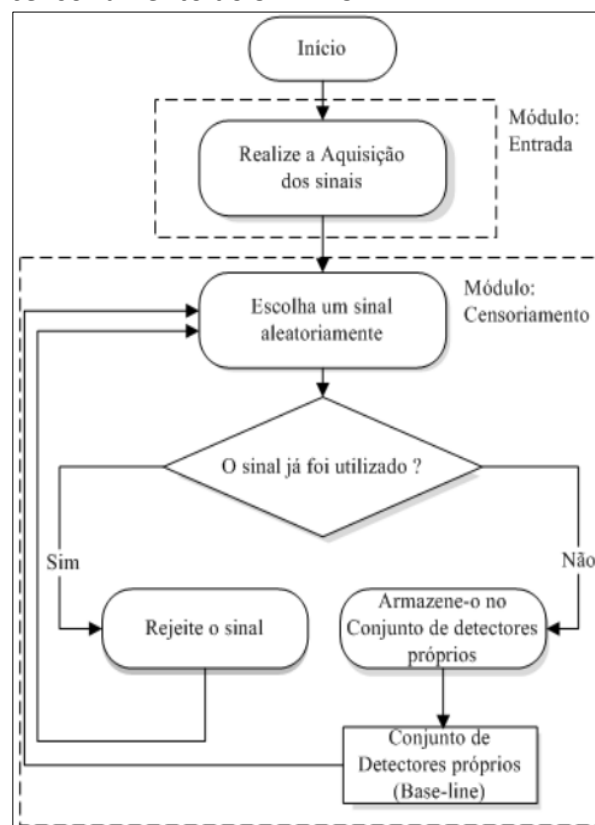 Início
Módulo:
Entrada
Realize a Aquisição
dos sinais
Módulo:
Censoriamento
Escolha um sinal
aleatoriamente
O sinal já foi utilizado ?
Sim
Não
Rejeite o sinal
Armazene-o no
Conjunto de detectores
próprios
Conjunto de
Detectores próprios
(Base-line)